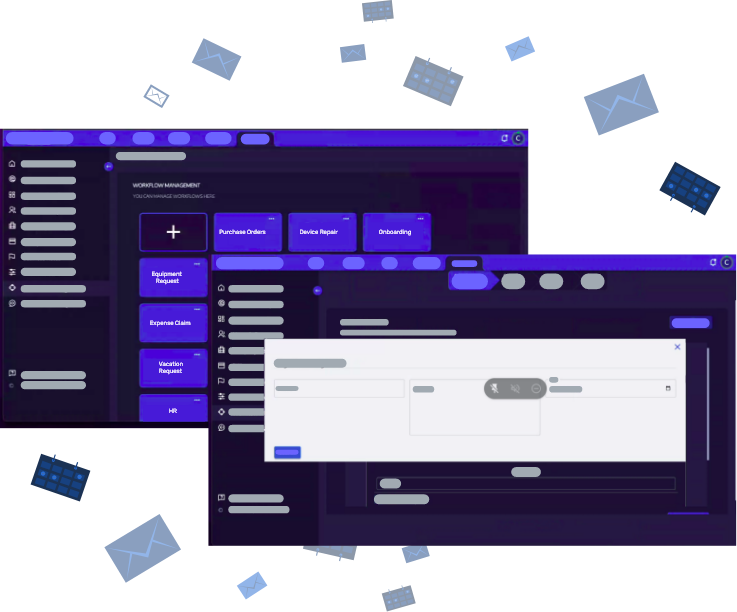 C
WORKFLOW MANAGEMENT
YOU CAN MANAGE WORKFLOWS HERE
Purchase Orders
Device Repair
Onboarding
Equipment
Request
C
Expense Claim
Vacation
Request
HR